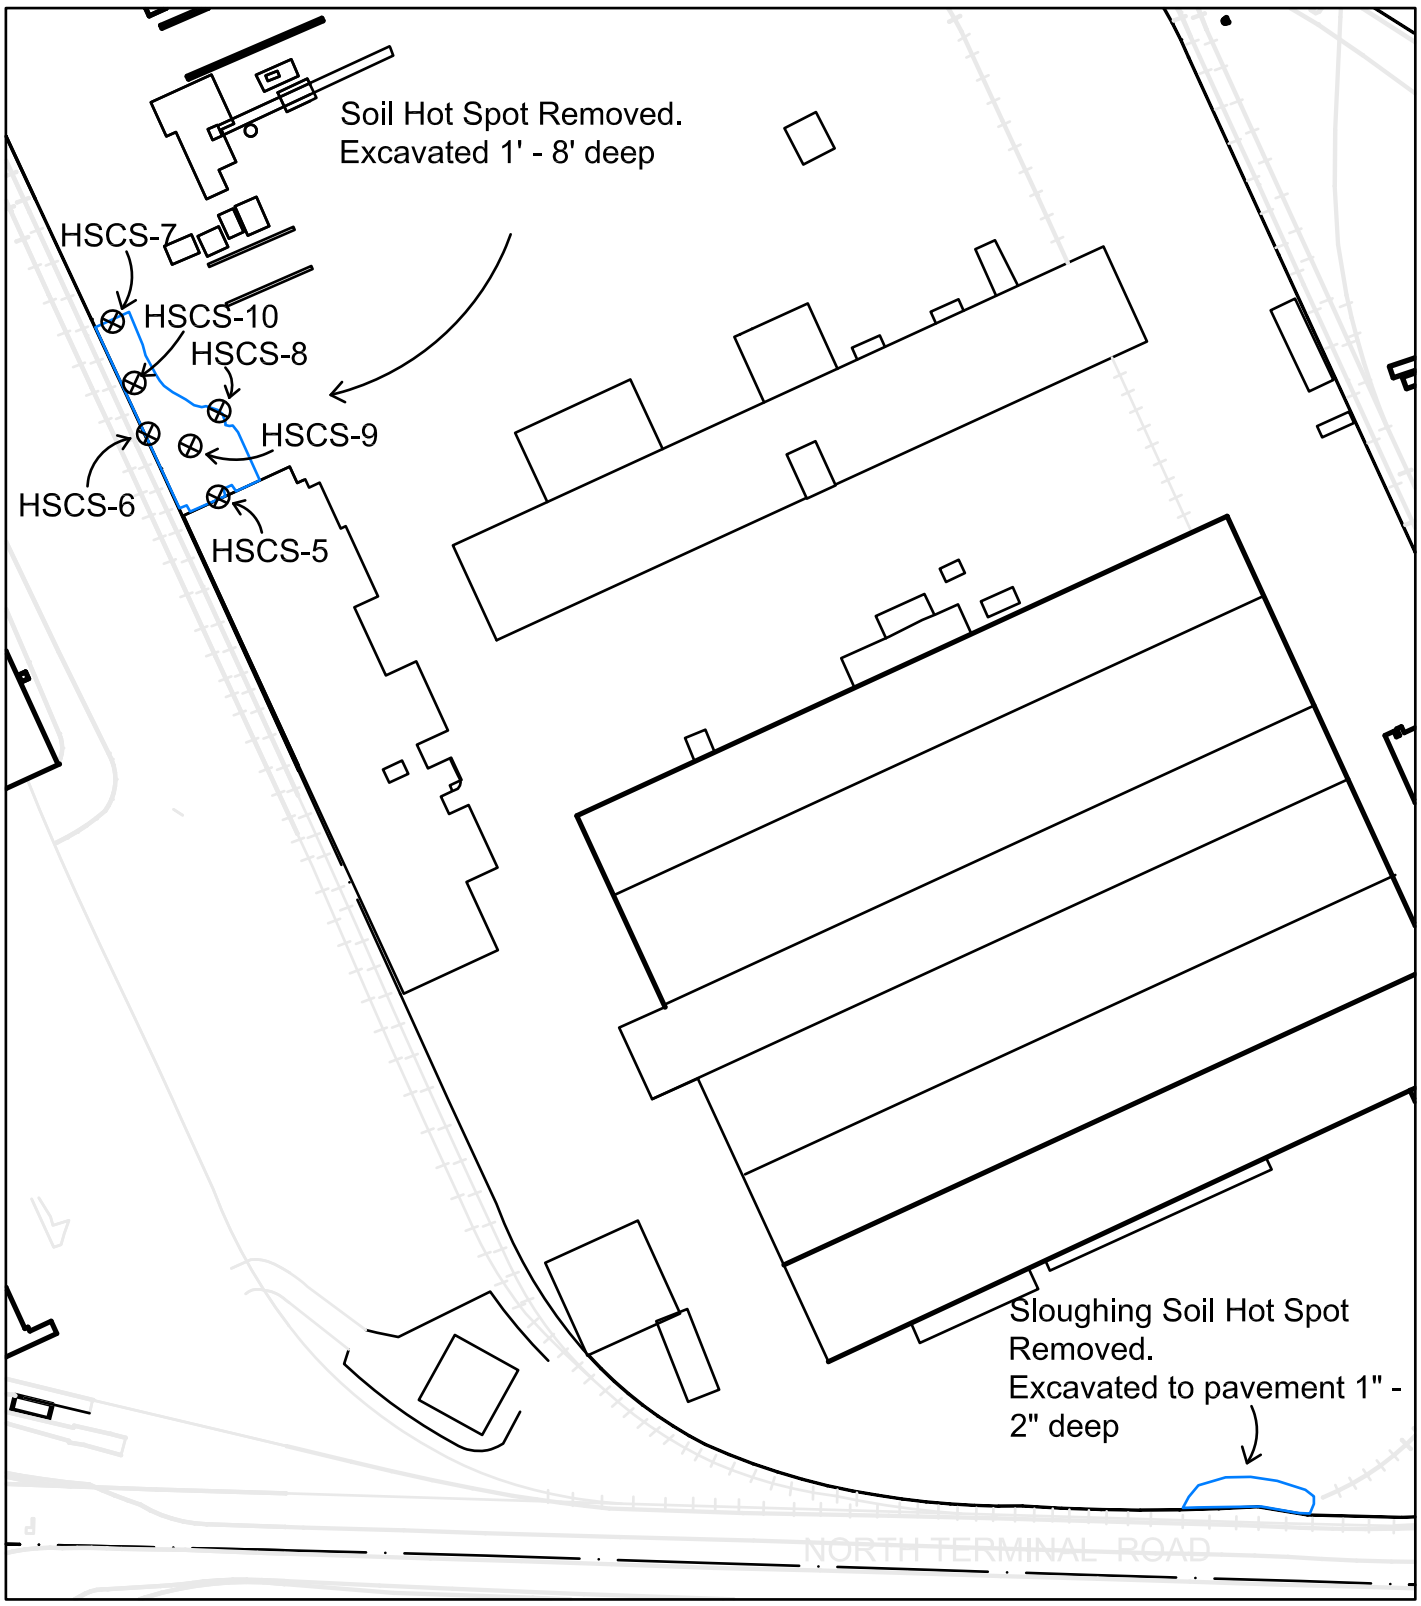 Soil Hot Spot Removed.
Excavated 1' - 8' deep
HSCS-7
HSCS-10
HSCS-8
HSCS-9
HSCS-6
HSCS-5
Sloughing Soil Hot Spot
Removed.
Excavated to pavement 1" -
2" deep
NORTH TERMINAL ROAD